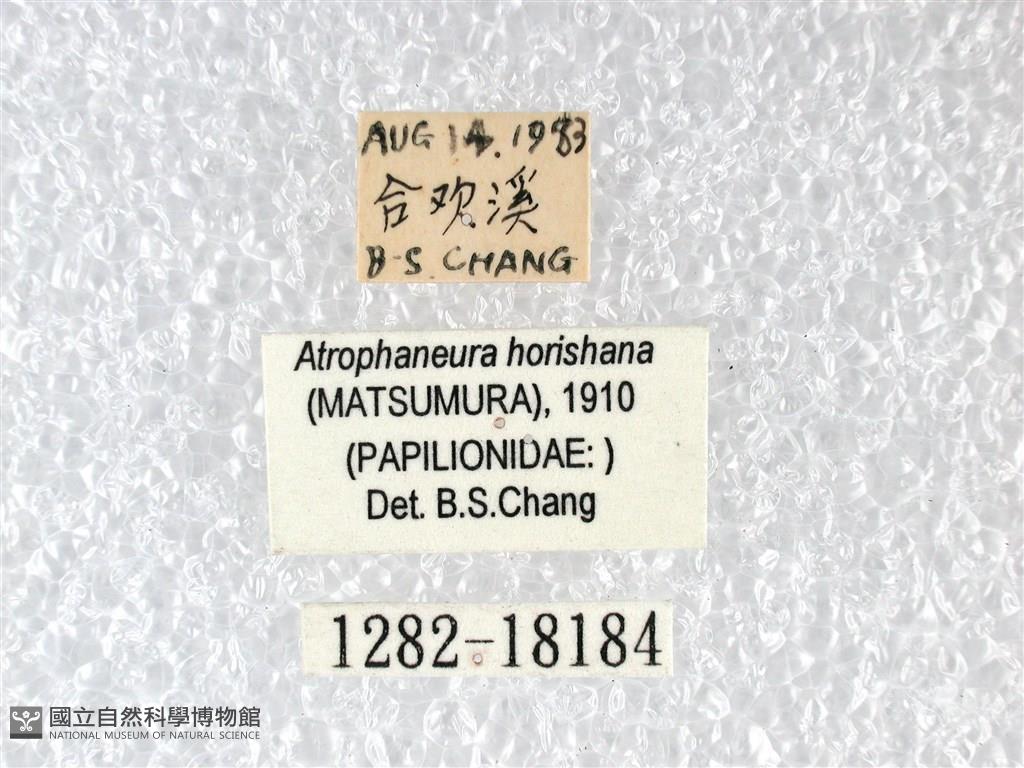 AUG 14. 1983
合欢溪
B-S. CHANG
Atrophaneura horishana
(MATSUMURA), 1910
(PAPILIONIDAE: )
Det. B.S.Chang
1282-18184
國立自然科學博物館
NATIONAL MUSEUM OF NATURAL SCIENCE